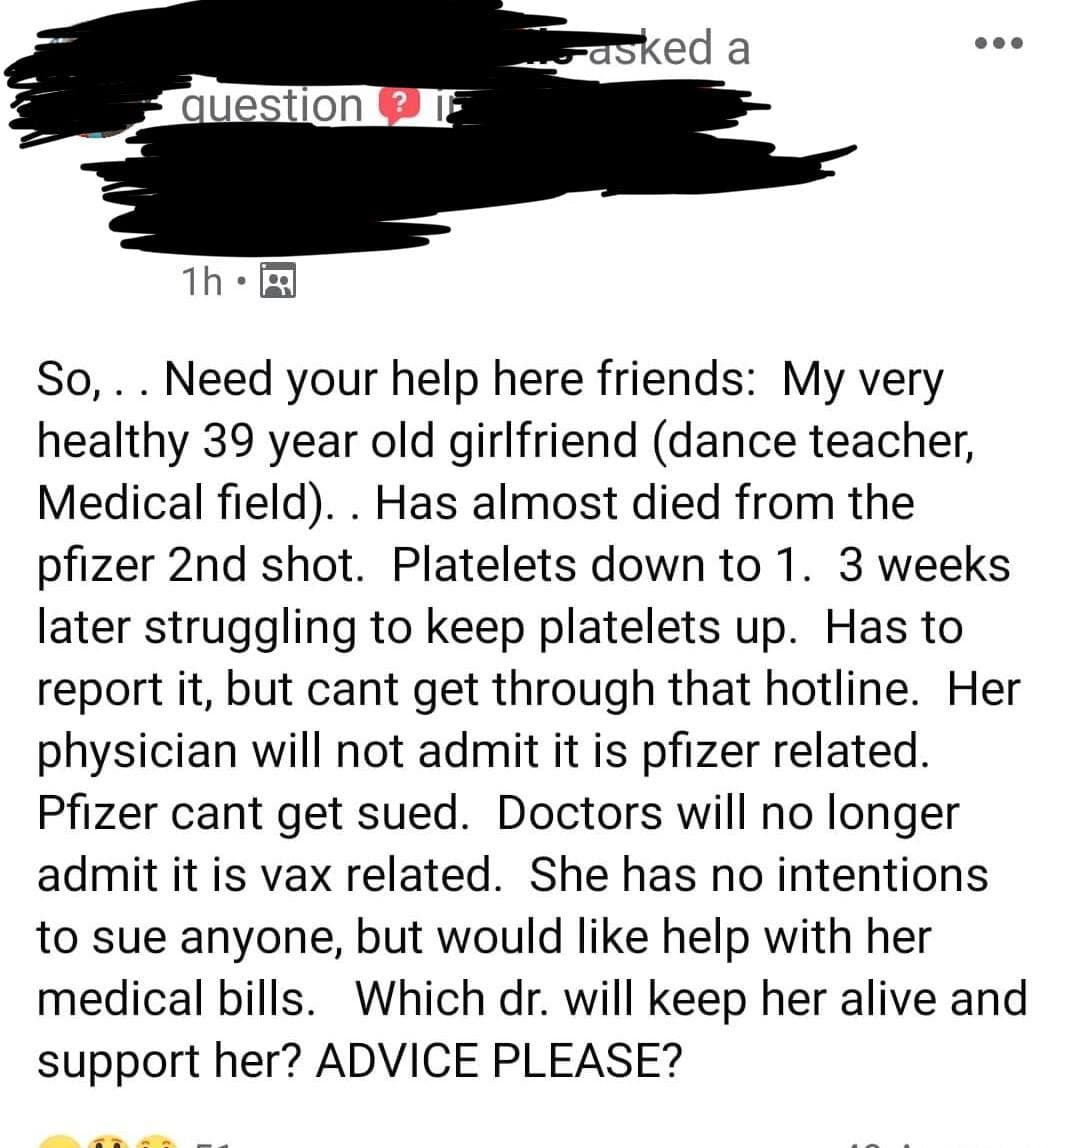 asked a
question
1h
So, . . Need your help here friends: My very
healthy 39 year old girlfriend (dance teacher,
Medical field). . Has almost died from the
pfizer 2nd shot. Platelets down to 1. 3 weeks
later struggling to keep platelets up. Has to
report it, but cant get through that hotline. Her
physician will not admit it is pfizer related.
Pfizer cant get sued. Doctors will no longer
admit it is vax related. She has no intentions
to sue anyone, but would like help with her
medical bills. Which dr. will keep her alive and
support her? ADVICE PLEASE?